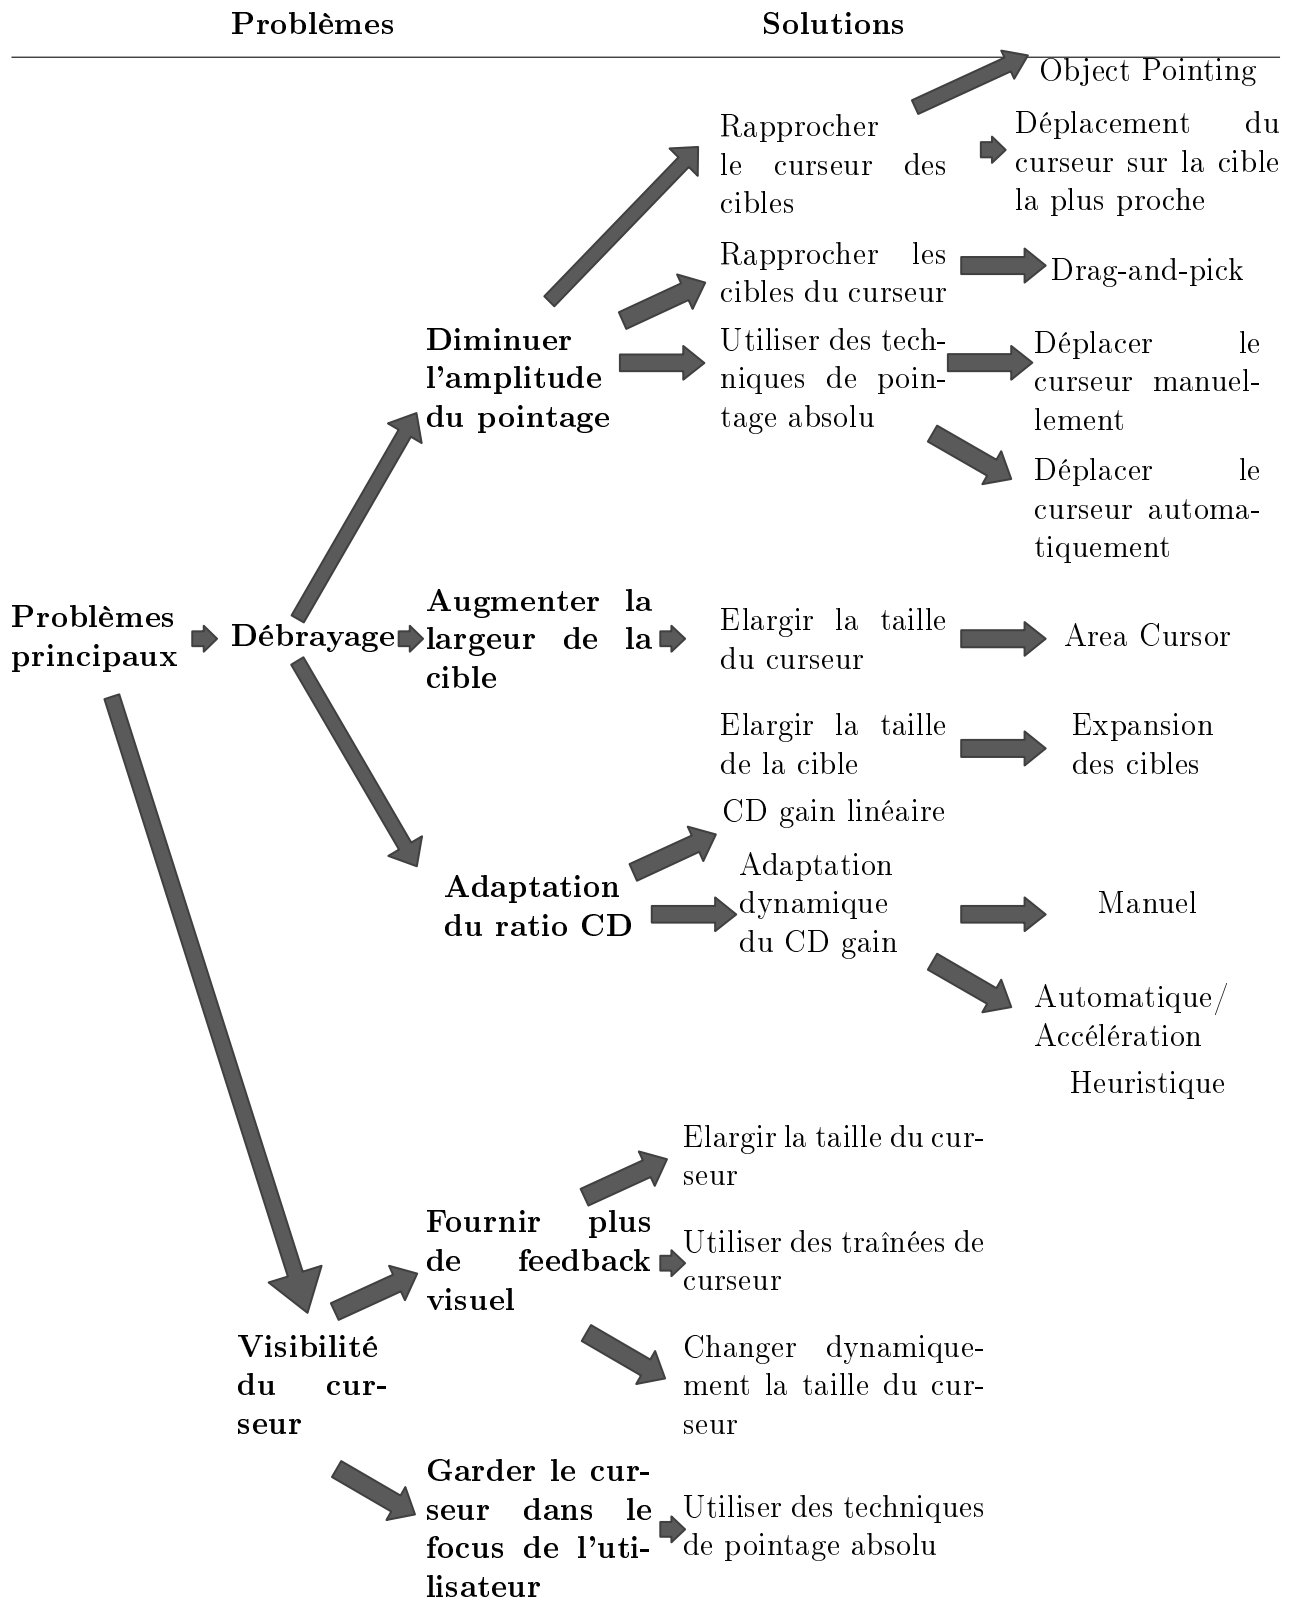 Problèmes
Solutions
Object Pointing
Rapprocher
le curseur des
cibles
Déplacement du
curseur sur la cible
la plus proche
Rapprocher les
cibles du curseur
Drag-and-pick
Diminuer
l'amplitude
du pointage
Utiliser des tech-
niques de poin-
tage absolu
Déplacer le
curseur manuel-
lement
Déplacer le
curseur automa-
tiquement
Problèmes
principaux
Débrayage
Augmenter la
largeur de la
cible
Elargir la taille
du curseur
Area Cursor
Elargir la taille
de la cible
Expansion
des cibles
CD gain linéaire
Adaptation
du ratio CD
Adaptation
dynamique
du CD gain
Manuel
Automatique/
Accélération
Heuristique
Elargir la taille du cur-
seur
Fournir plus
de feedback
visuel
Utiliser des traînées de
curseur
Visibilité
du cur-
seur
Changer dynamique-
ment la taille du cur-
seur
Garder le cur-
seur dans le
focus de l'uti-
lisateur
Utiliser des techniques
de pointage absolu